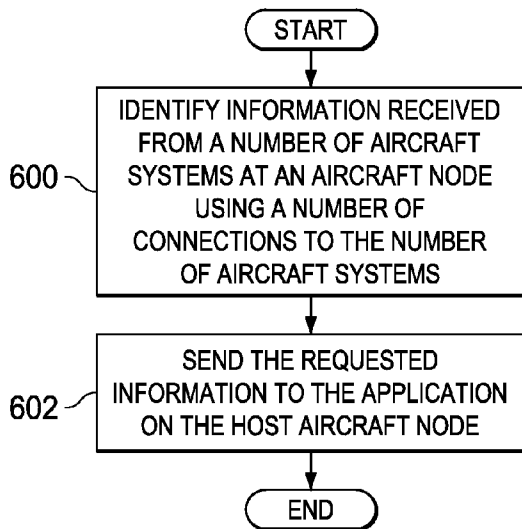 START
600
IDENTIFY INFORMATION RECEIVED
FROM A NUMBER OF AIRCRAFT
SYSTEMS AT AN AIRCRAFT NODE
USING A NUMBER OF
CONNECTIONS TO THE NUMBER
OF AIRCRAFT SYSTEMS
602
SEND THE REQUESTED
INFORMATION TO THE APPLICATION
ON THE HOST AIRCRAFT NODE
END